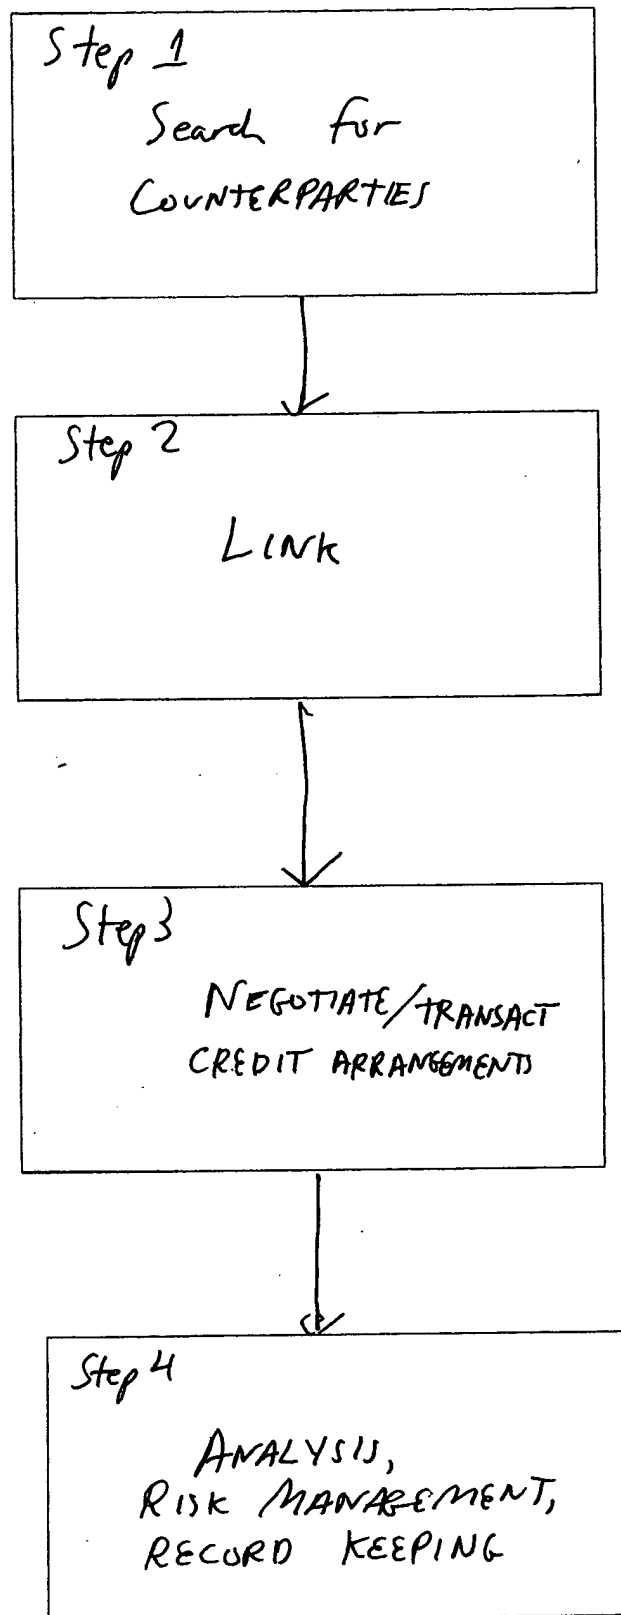 Step 1
Search for
COUNTERPARTIES
Step 2
LINK
Step 3
NEGOTIATE/TRANSACT
CREDIT ARRANGEMENTS
Step 4
ANALYSIS,
RISK MANAGEMENT,
RECORD KEEPING